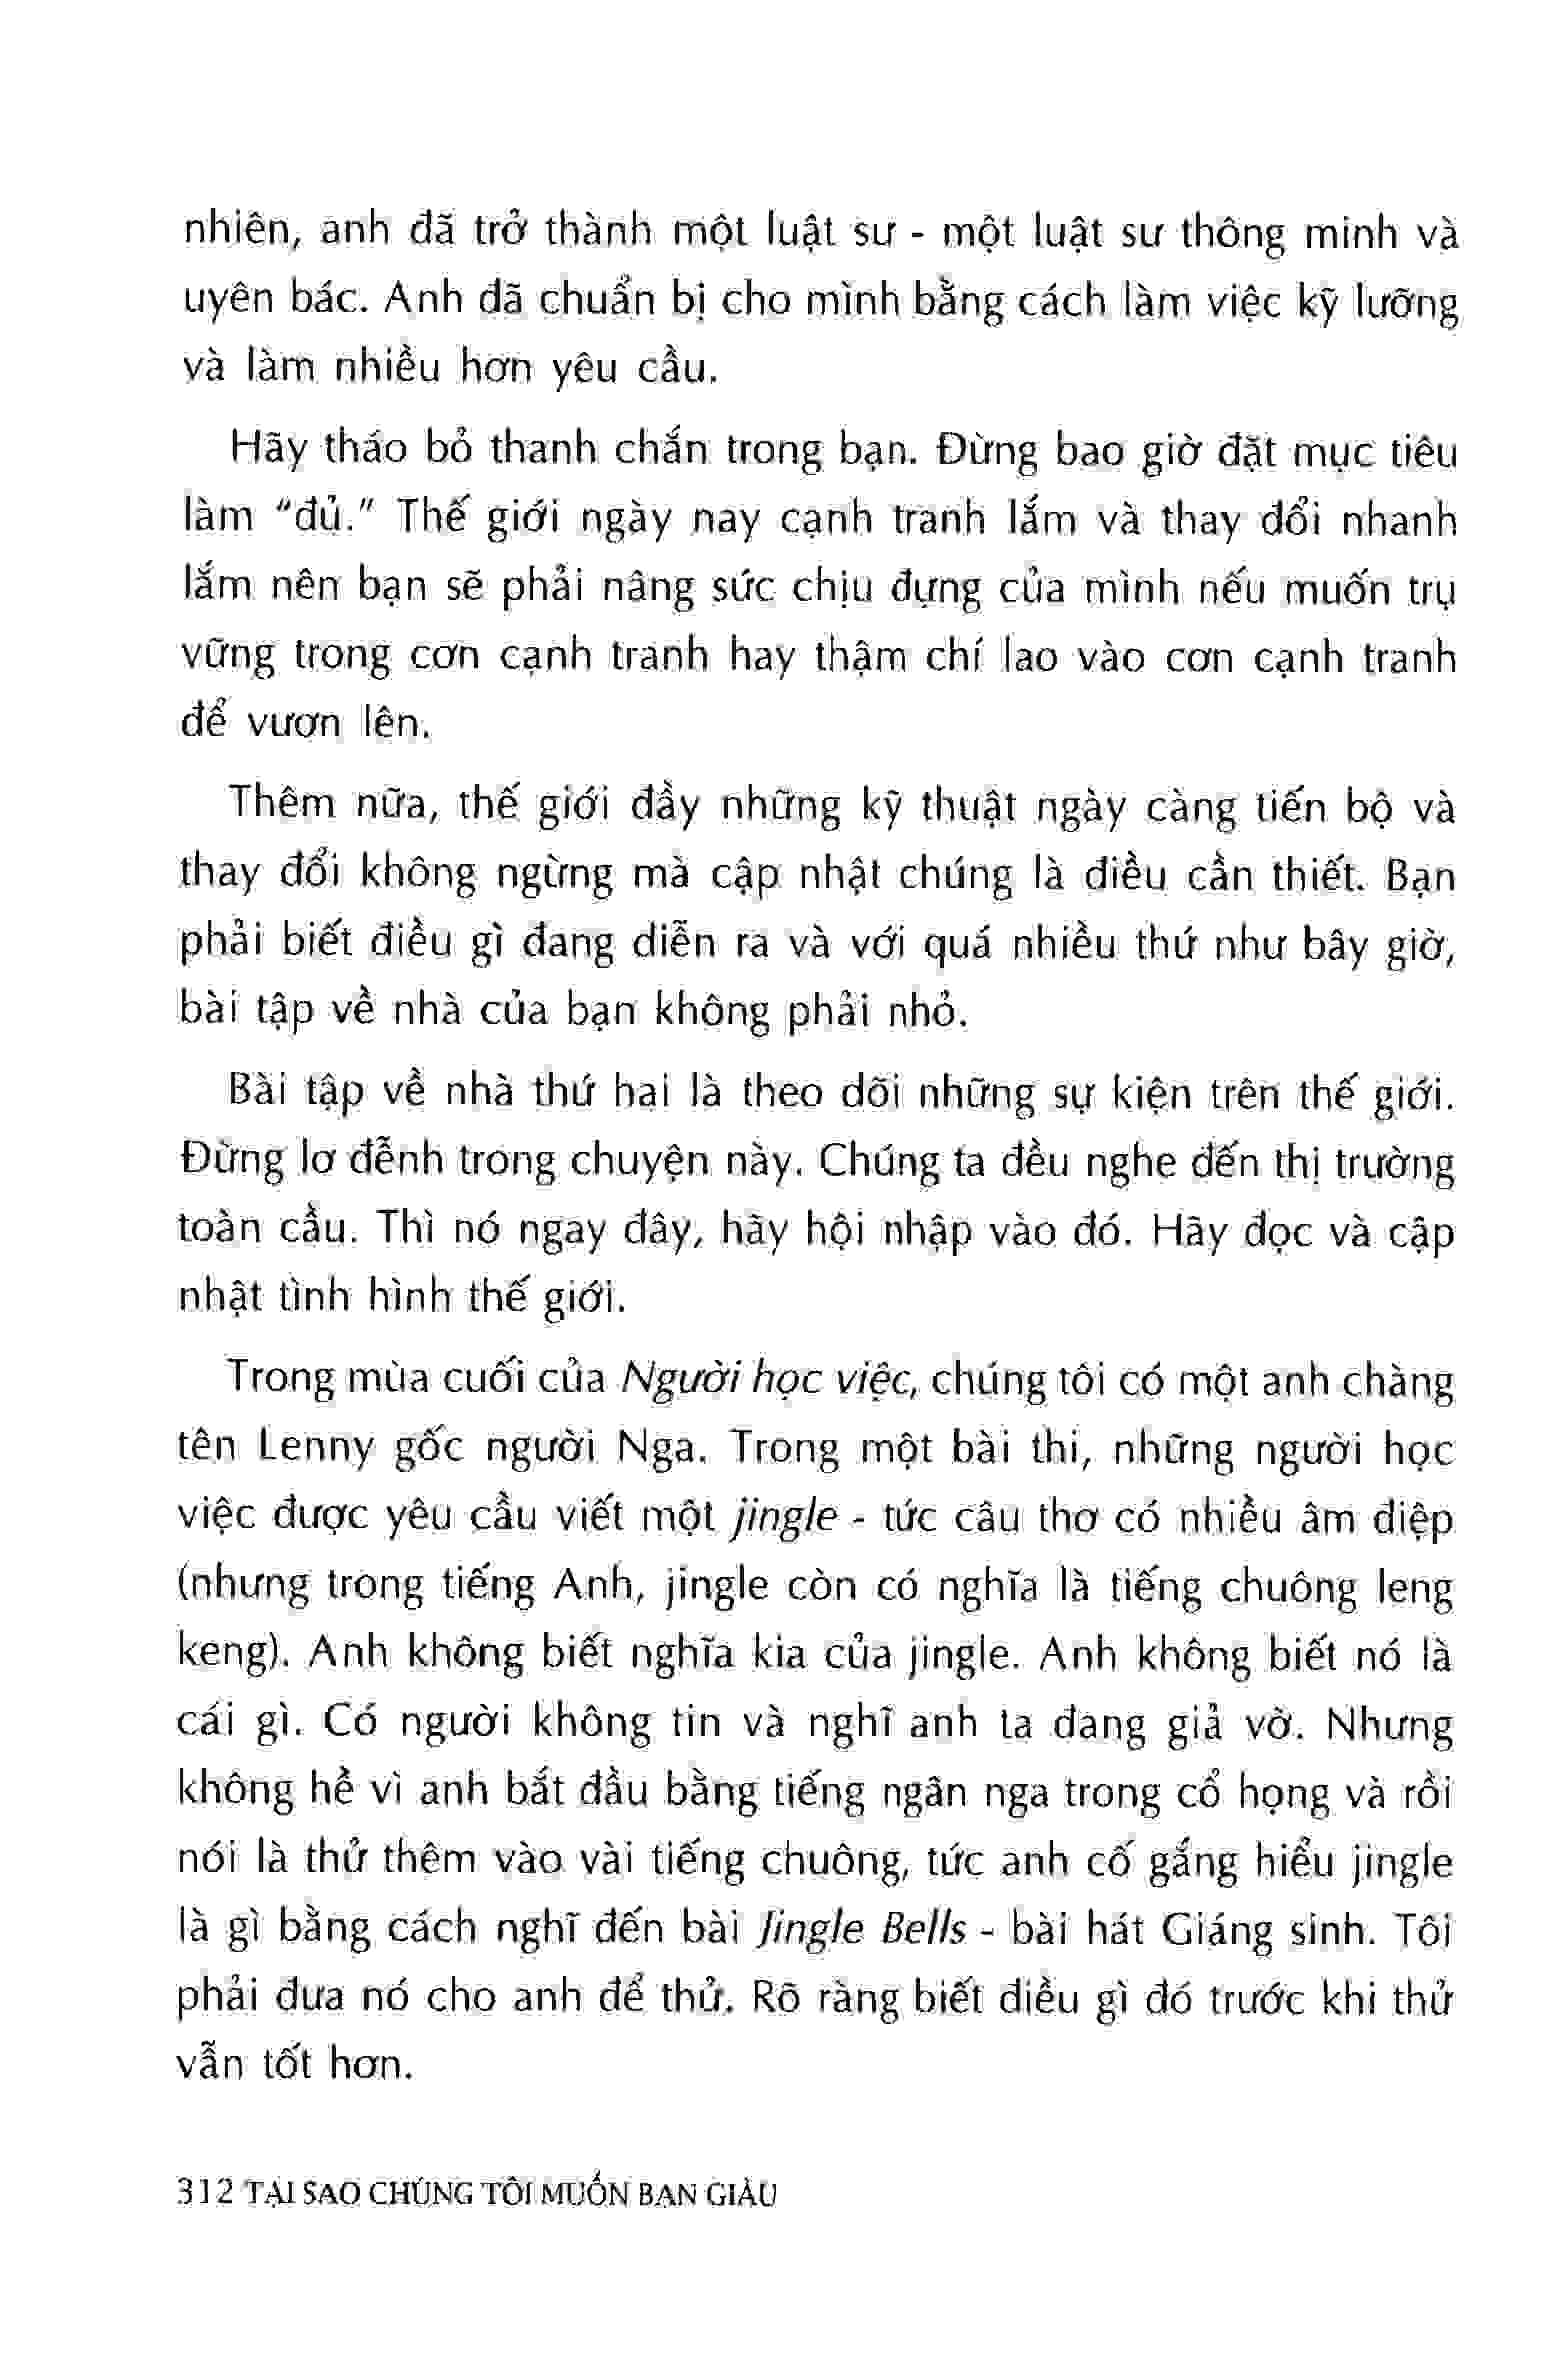 nhiên, anh đã trở thành một luật sư - một luật sư thông minh và
uyên bác. Anh đã chuẩn bị cho mình bằng cách làm việc kỹ lưỡng
và làm nhiều hơn yêu cầu.
Hãy tháo bỏ thanh chắn trong bạn. Đừng bao giờ đặt mục tiêu
làm "đủ." Thế giới ngày nay cạnh tranh lắm và thay đổi nhanh
lắm nên bạn sẽ phải nâng sức chịu đựng của mình nếu muốn trụ
vững trong cơn cạnh tranh hay thậm chí lao vào cơn cạnh tranh
để vươn lên.
Thêm nữa, thế giới đầy những kỹ thuật ngày càng tiến bộ và
thay đổi không ngừng mà cập nhật chúng là điều cần thiết. Bạn
phải biết điều gì đang diễn ra và với quá nhiều thứ như bây giờ,
bài tập về nhà của bạn không phải nhỏ.
Bài tập về nhà thứ hai là theo dõi những sự kiện trên thế giới.
Đừng lơ đễnh trong chuyện này. Chúng ta đều nghe đến thị trường
toàn cầu. Thì nó ngay đây, hãy hội nhập vào đó. Hãy đọc và cập
nhật tình hình thế giới.
Trong mùa cuối của Người học việc, chúng tôi có một anh chàng
tên Lenny gốc người Nga. Trong một bài thi, những người học
việc được yêu cầu viết một jingle - tức câu thơ có nhiều âm điệp
(nhưng trong tiếng Anh, jingle còn có nghĩa là tiếng chuông leng
keng). Anh không biết nghĩa kia của jingle. Anh không biết nó là
cái gì. Có người không tin và nghĩ anh ta đang giả vờ. Nhưng
không hề vì anh bắt đầu bằng tiếng ngân nga trong cổ họng và rồi
nói là thử thêm vào vài tiếng chuông, tức anh cố gắng hiểu jingle
là gì bằng cách nghĩ đến bài Jingle Bells - bài hát Giáng sinh. Tôi
phải đưa nó cho anh để thử. Rõ ràng biết điều gì đó trước khi thử
vẫn tốt hơn.
312 TẠI SAO CHÚNG TÔI MUỐN BẠN GIÀU